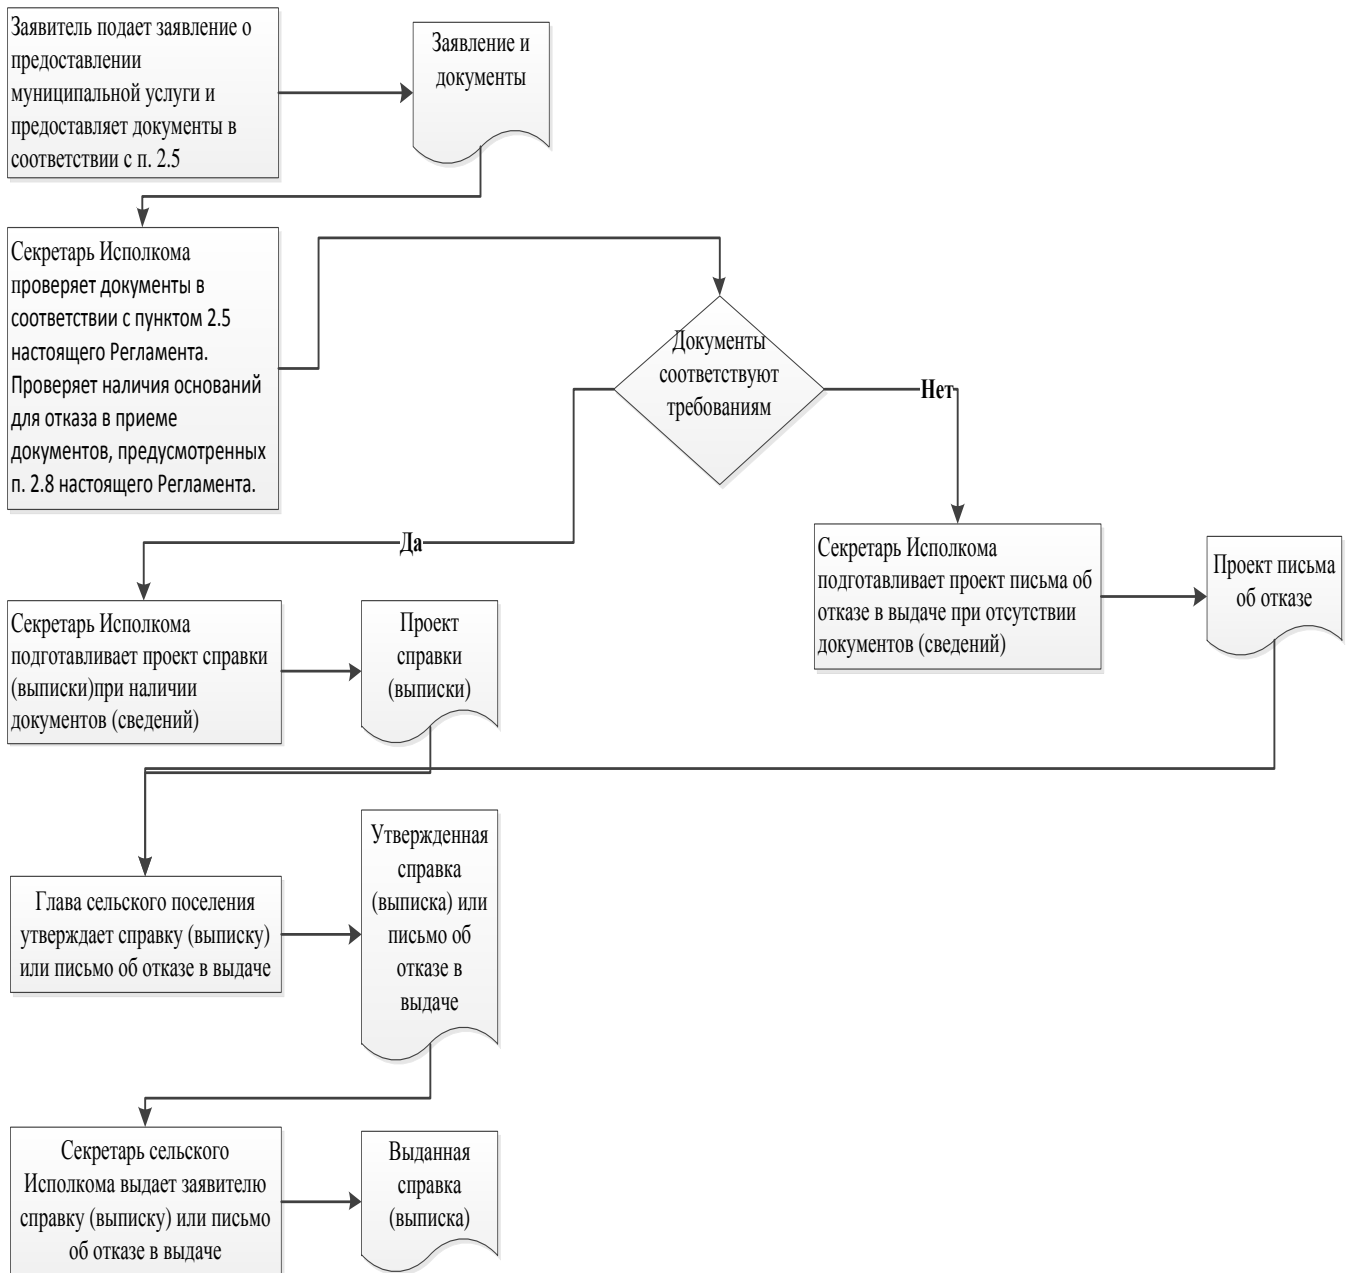 Заявитель подает заявление о
предоставлении
муниципальной услуги и
предоставляет документы в
соответствии с п. 2.5
Заявление и
документы
Секретарь Исполкома
проверяет документы в
соответствии с пунктом 2.5
настоящего Регламента.
Проверяет наличия оснований
для отказа в приеме
документов, предусмотренных
п. 2.8 настоящего Регламента.
Документы
соответствуют
требованиям
Нет
Да
Секретарь Исполкома
подготавливает проект письма об
отказе в выдаче при отсутствии
документов (сведений)
Проект письма
об отказе
Секретарь Исполкома
подготавливает проект справки
(выписки)при наличии
документов (сведений)
Проект
справки
(выписки)
Глава сельского поселения
утверждает справку (выписку)
или письмо об отказе в выдаче
Утвержденная
справка
(выписка) или
письмо об
отказе в
выдаче
Секретарь сельского
Исполкома выдает заявителю
справку (выписку) или письмо
об отказе в выдаче
Выданная
справка
(выписка)